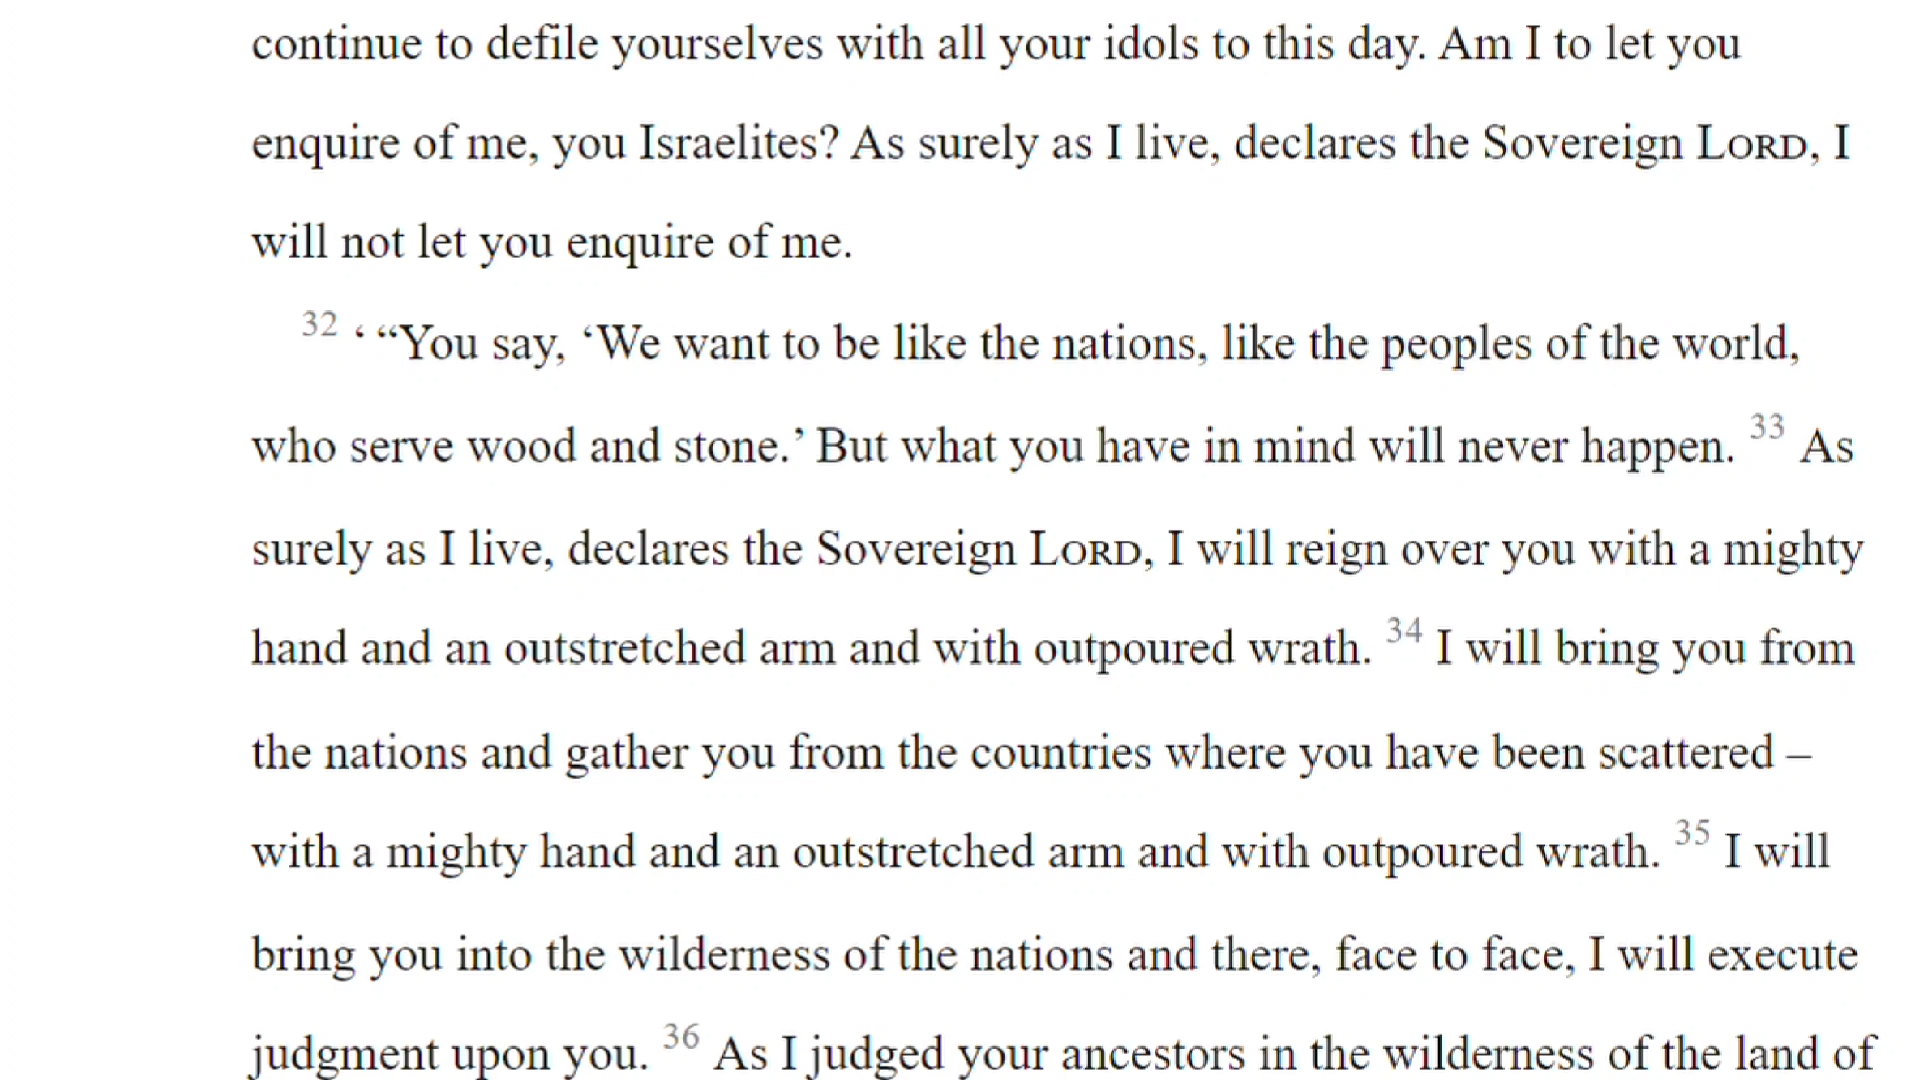 continue to defile yourselves with all your idols to this day. Am I to let you
enquire of me, you Israelites? As surely as I live, declares the Sovereign LORD, I
will not let you enquire of me.
32 ‘ “You say, ‘We want to be like the nations, like the peoples of the world,
who serve wood and stone.’ But what you have in mind will never happen. 33 As
surely as I live, declares the Sovereign LORD, I will reign over you with a mighty
hand and an outstretched arm and with outpoured wrath. 34 I will bring you from
the nations and gather you from the countries where you have been scattered –
with a mighty hand and an outstretched arm and with outpoured wrath. 35 I will
bring you into the wilderness of the nations and there, face to face, I will execute
judgment upon you. 36 As I judged your ancestors in the wilderness of the land of